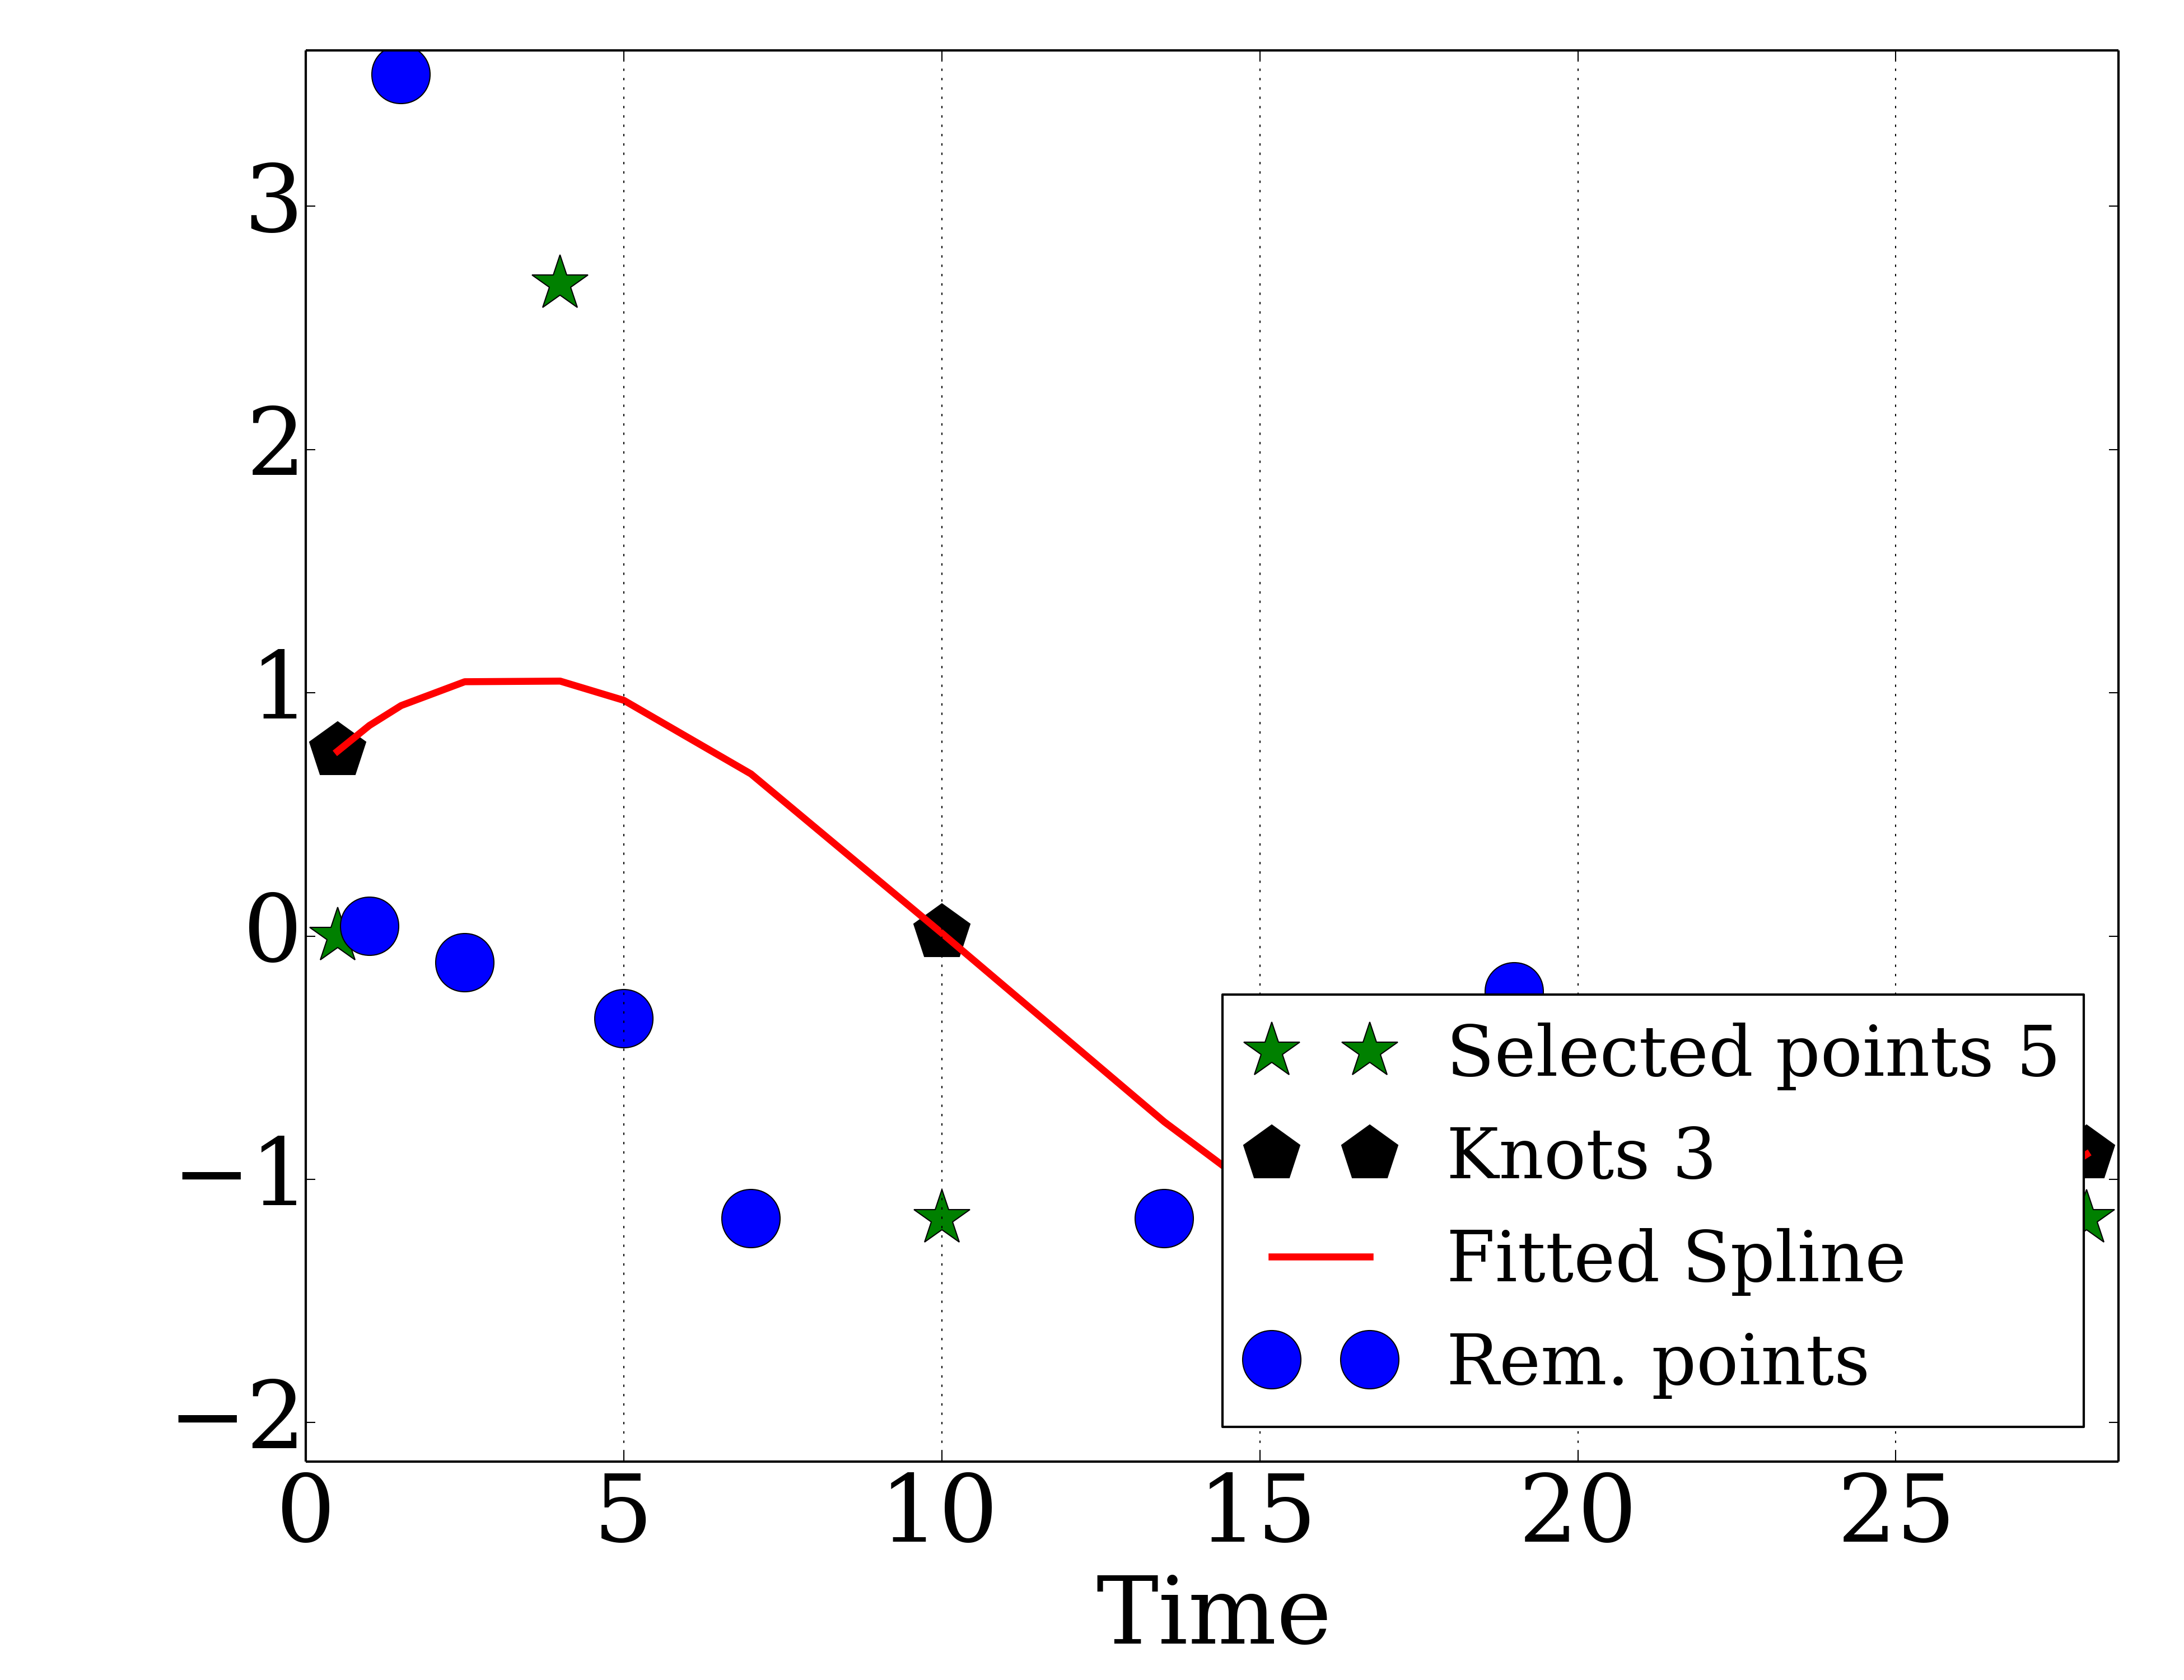 3
2
1
0
−1
−2
0 5 10 15 20 25
Time
Selected points 5
Knots 3
Fitted Spline
Rem. points